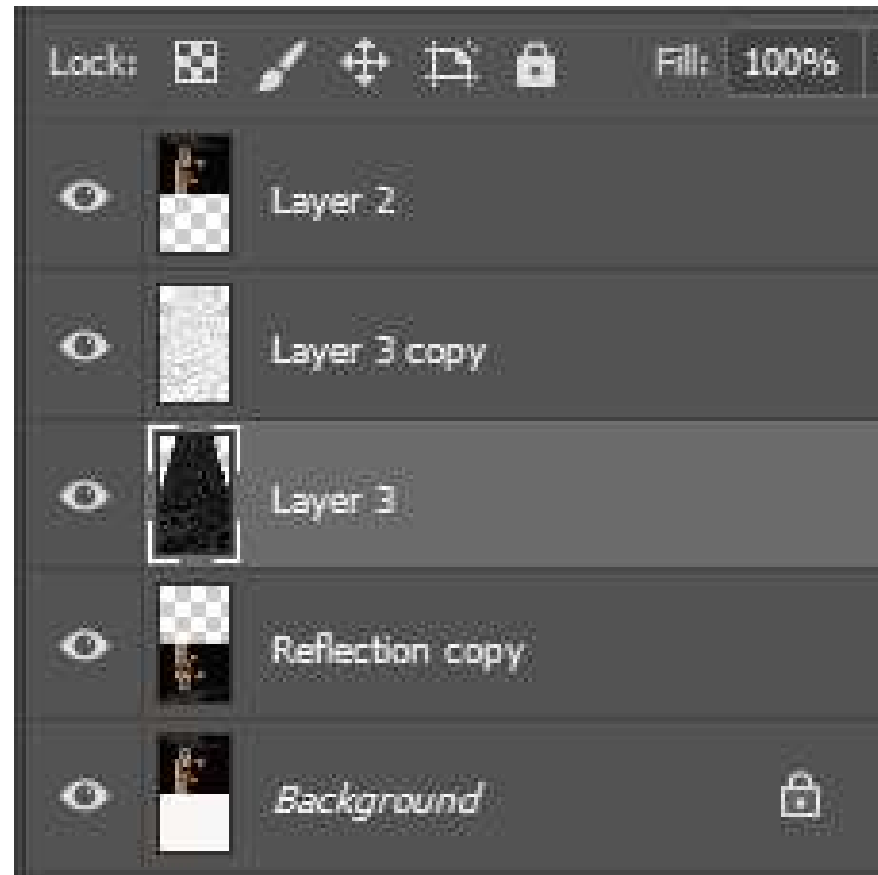 Lock: Fill: 100%
Layer 2
Layer 3 copy
Layer 3
Reflection copy
Background